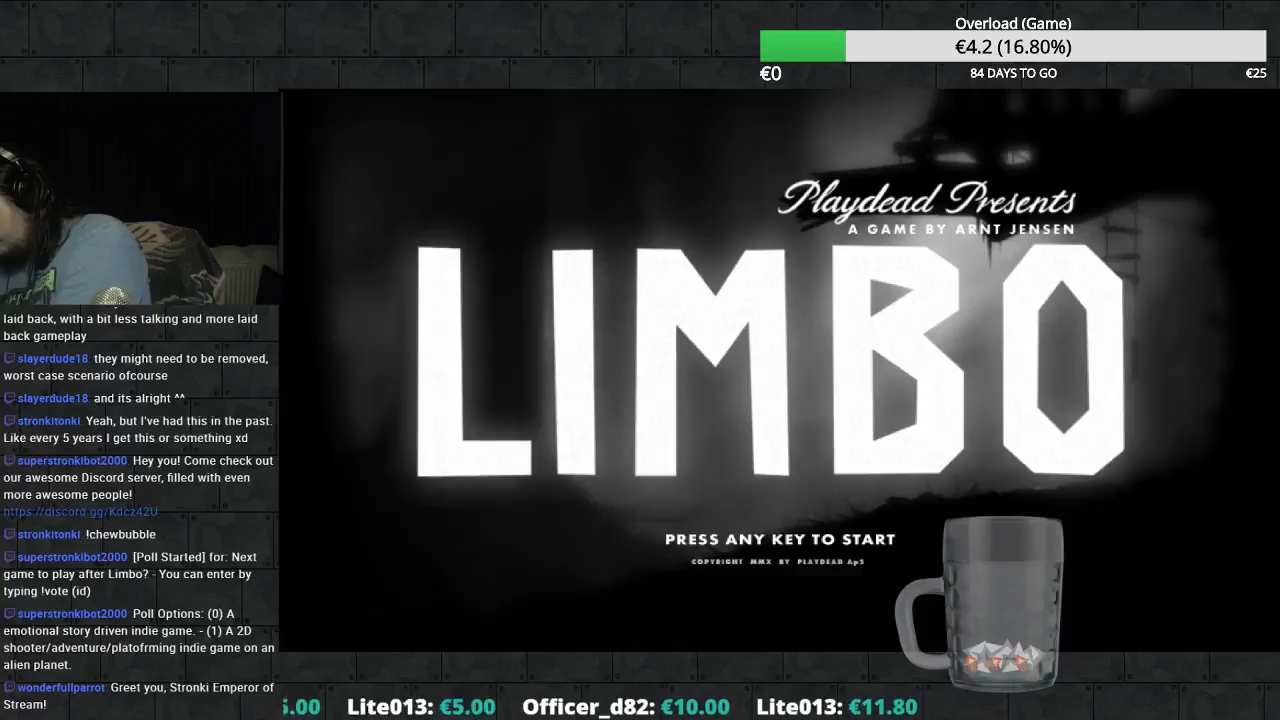 Overload (Game)
€4.2 (16.80%)
€0
84 DAYS TO GO
€25
Playdead Presents
A GAME BY ARNT JENSEN
LIMBO
PRESS ANY KEY TO START
COPYRIGHT MMX BY PLAYDEAD ApS
laid back, with a bit less talking and more laid
back gameplay
slayerdude18: they might need to be removed,
worst case scenario ofcourse
slayerdude18: and its alright ^^
stronkitonki: Yeah, but I've had this in the past.
Like every 5 years I get this or something xd
superstronkibot2000: Hey you! Come check out
our awesome Discord server, filled with even
more awesome people!
https://discord.gg/Kdcz42U
stronkitonki: !chewbubble
superstronkibot2000: [Poll Started] for: Next
game to play after Limbo? - You can enter by
typing !vote (id)
superstronkibot2000: Poll Options: (0) A
emotional story driven indie game. - (1) A 2D
shooter/adventure/platofrming indie game on an
alien planet.
wonderfullparrot: Greet you, Stronki Emperor of
Stream!
5.00 Lite013: €5.00 Officer_d82: €10.00 Lite013: €11.80